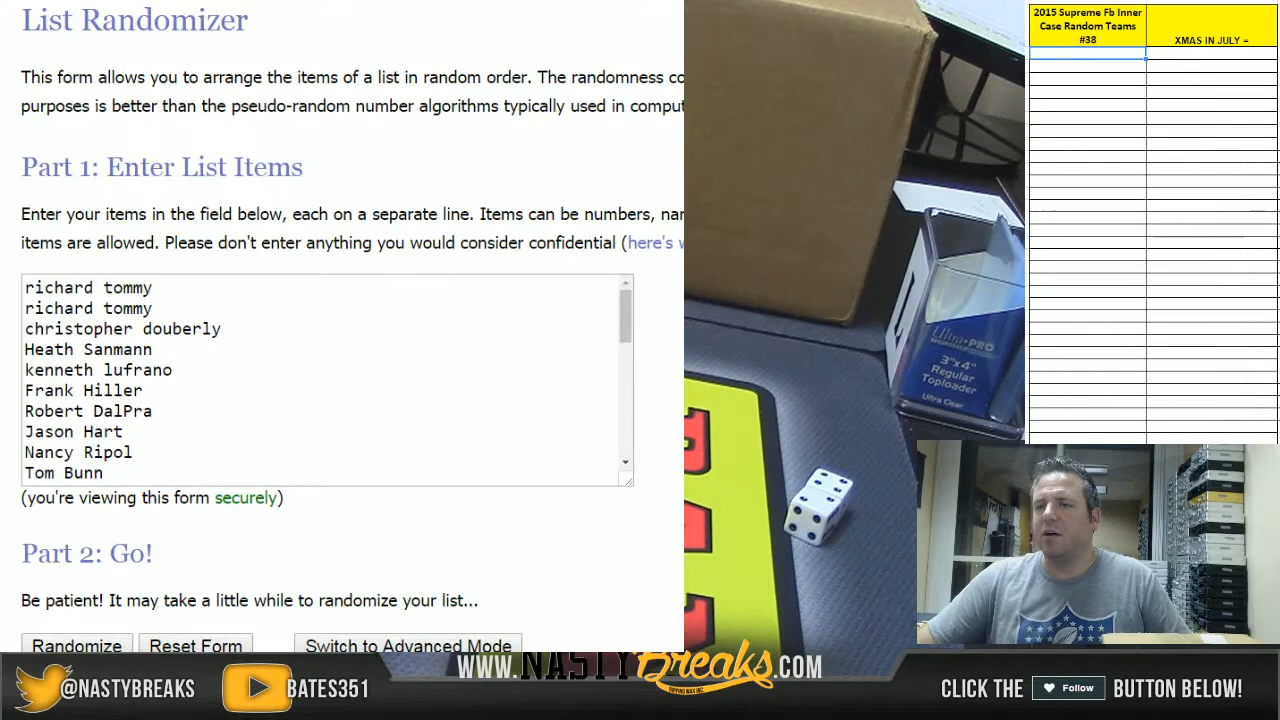 List Randomizer
This form allows you to arrange the items of a list in random order. The randomness co
purposes is better than the pseudo-random number algorithms typically used in comput
Part 1: Enter List Items
Enter your items in the field below, each on a separate line. Items can be numbers, nar
items are allowed. Please don't enter anything you would consider confidential (here's w
richard tommy
richard tommy
christopher douberly
Heath Sanmann
kenneth lufrano
Frank Hiller
Robert DalPra
Jason Hart
Nancy Ripol
Tom Bunn
(you're viewing this form securely)
Part 2: Go!
Be patient! It may take a little while to randomize your list...
Randomize Reset Form Switch to Advanced Mode
Ultra·PRO
3"x4"
Regular
Toploader
Ultra Clear
2015 Supreme Fb Inner
Case Random Teams
#38
XMAS IN JULY =
NFL
@NASTYBREAKS
BATES351
WWW.NASTYBreaks.COM
RIPPING WAX INC.
CLICK THE Follow BUTTON BELOW!